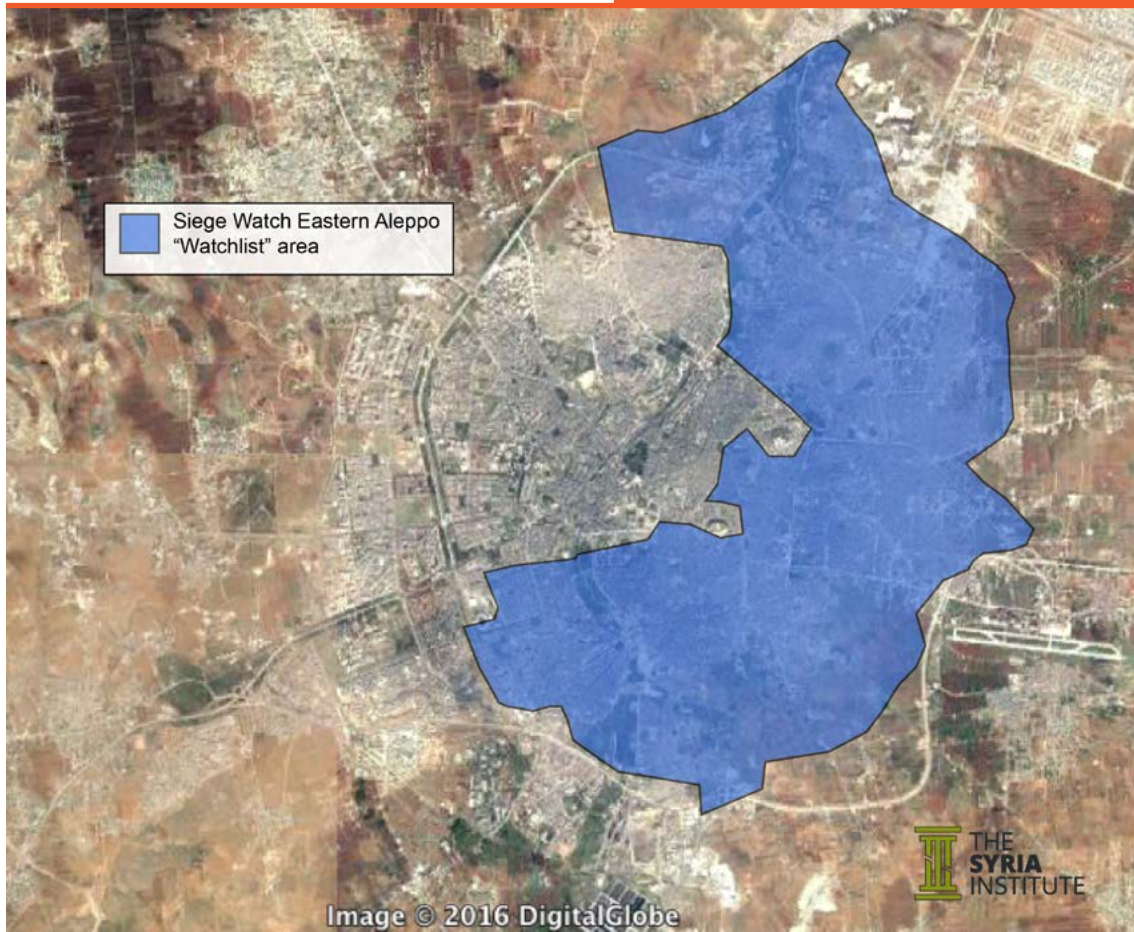 Siege Watch Eastern Aleppo
“Watchlist” area
THE
SYRIA
INSTITUTE
Image © 2016 DigitalGlobe